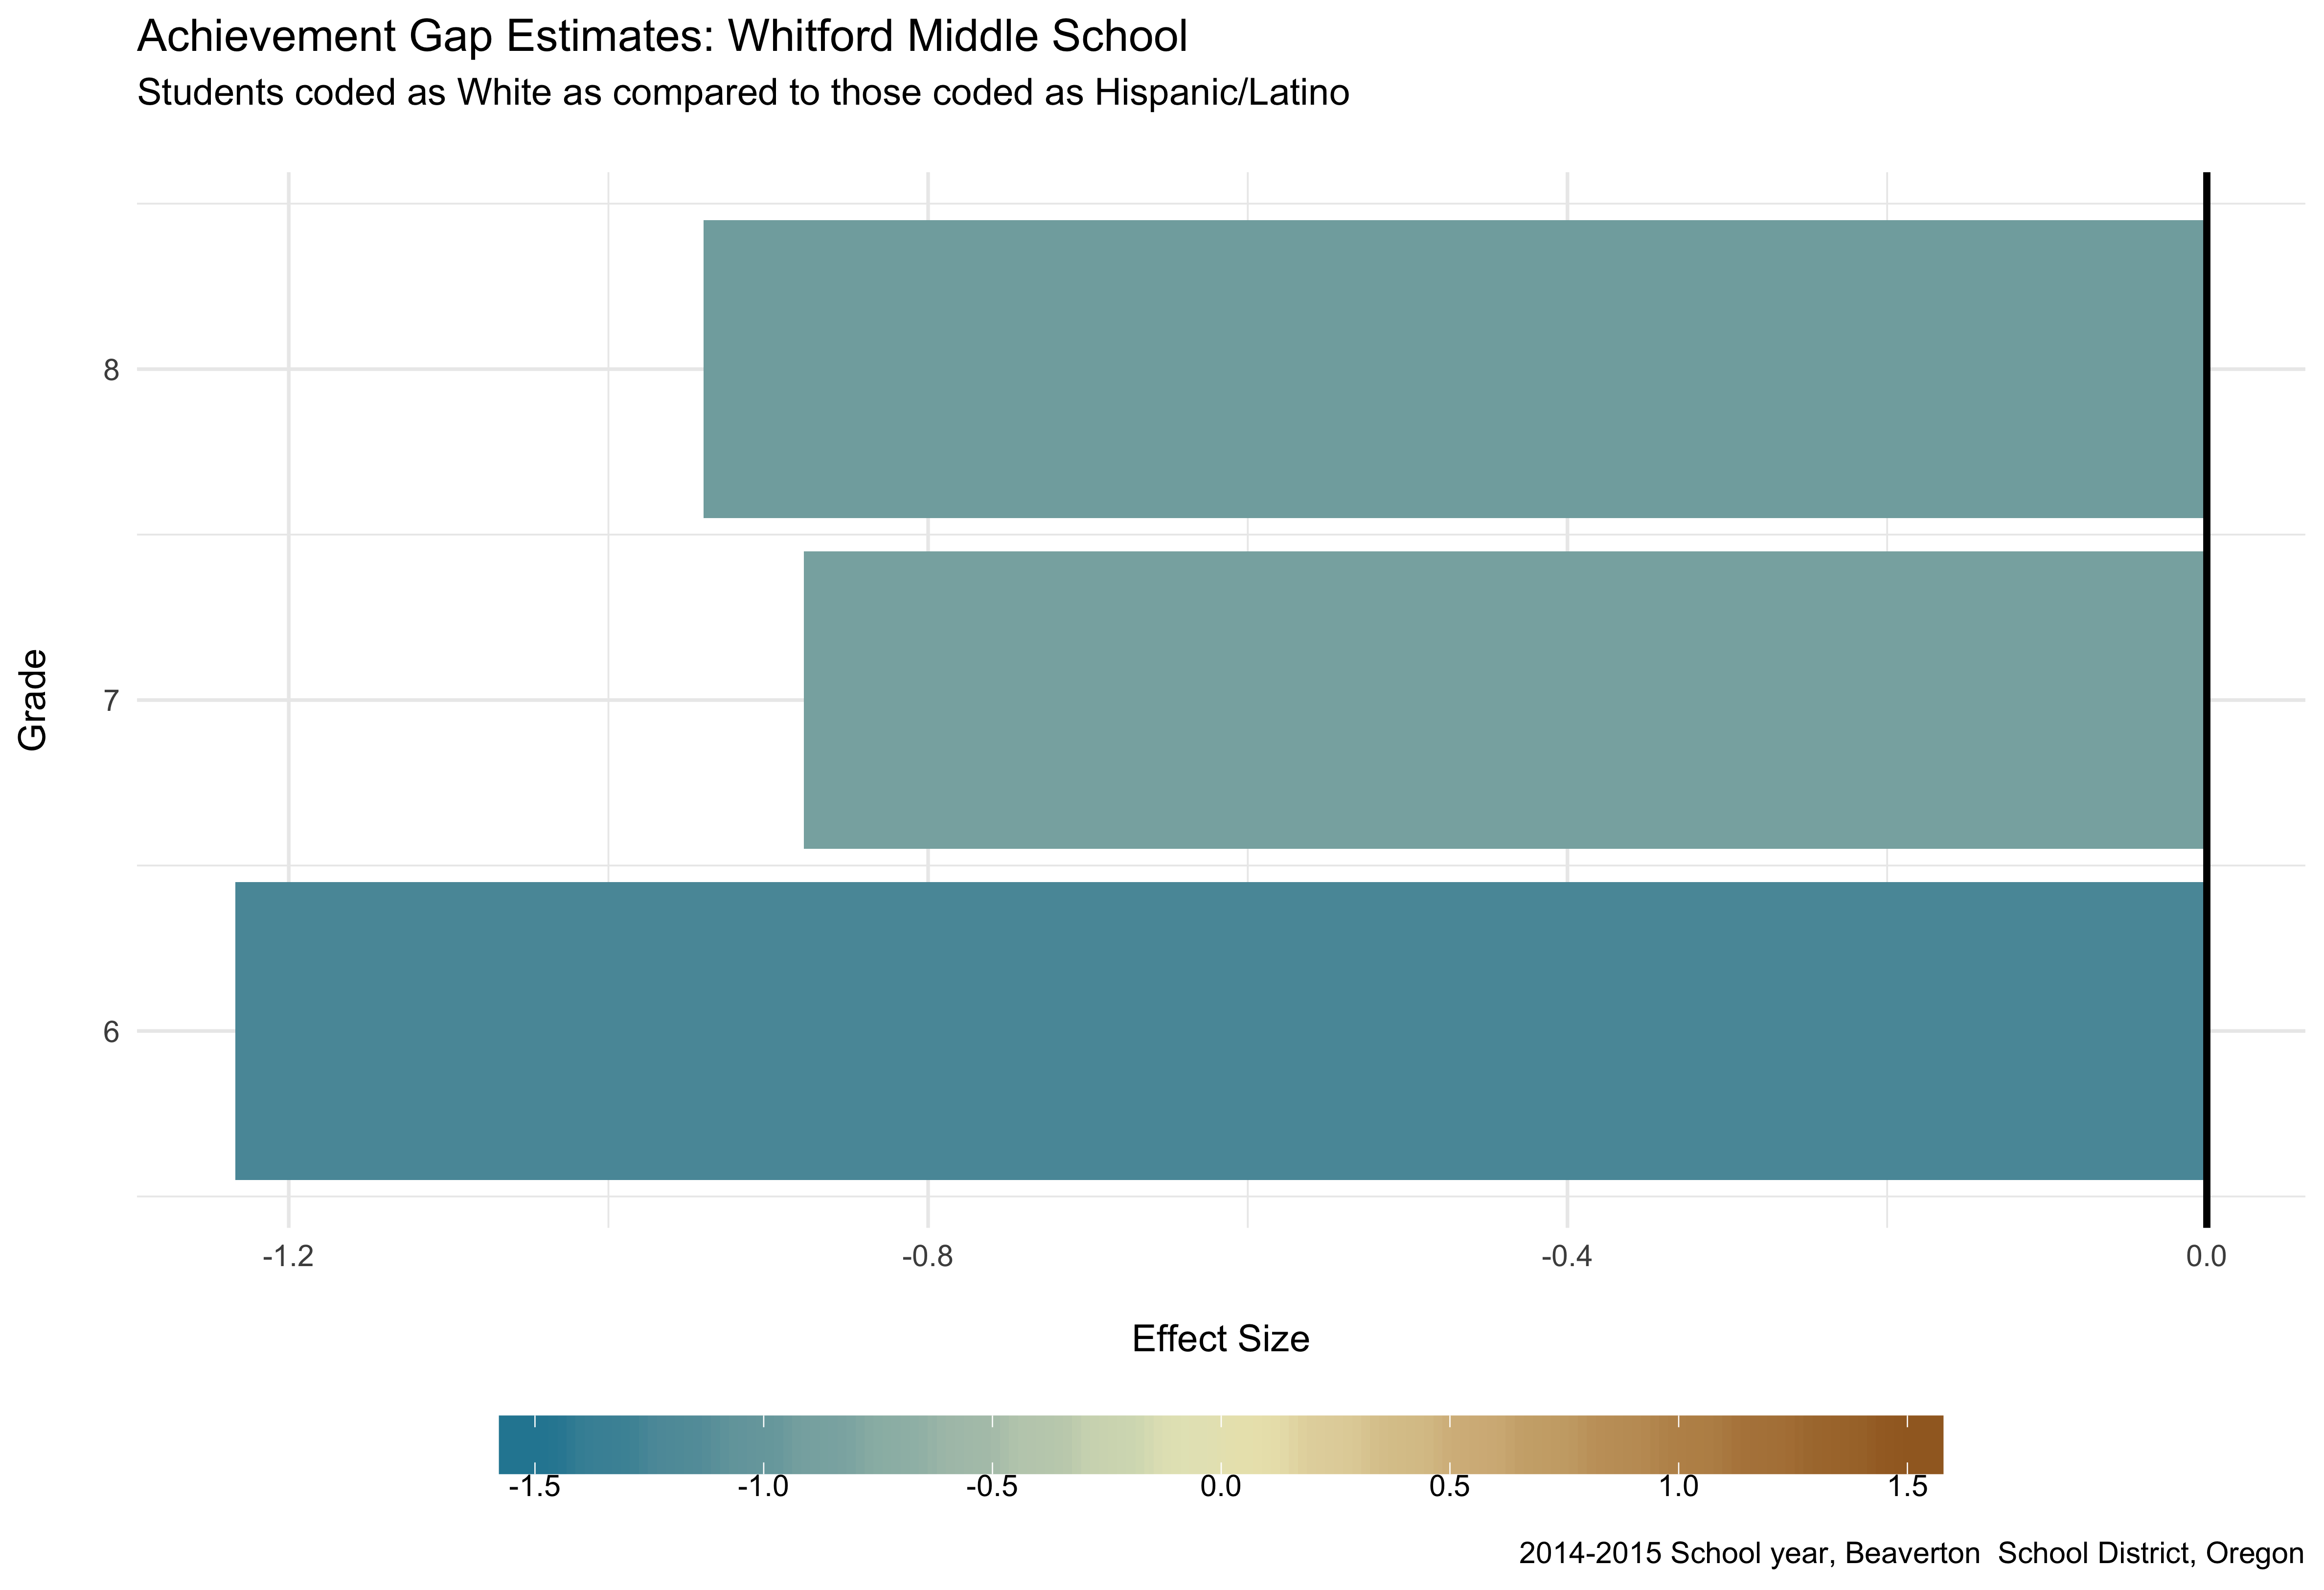 Achievement Gap Estimates: Whitford Middle School
Students coded as White as compared to those coded as Hispanic/Latino
Grade
8
7
6
-1.2 -0.8 -0.4 0.0
Effect Size
-1.5 -1.0 -0.5 0.0 0.5 1.0 1.5
2014-2015 School year, Beaverton  School District, Oregon